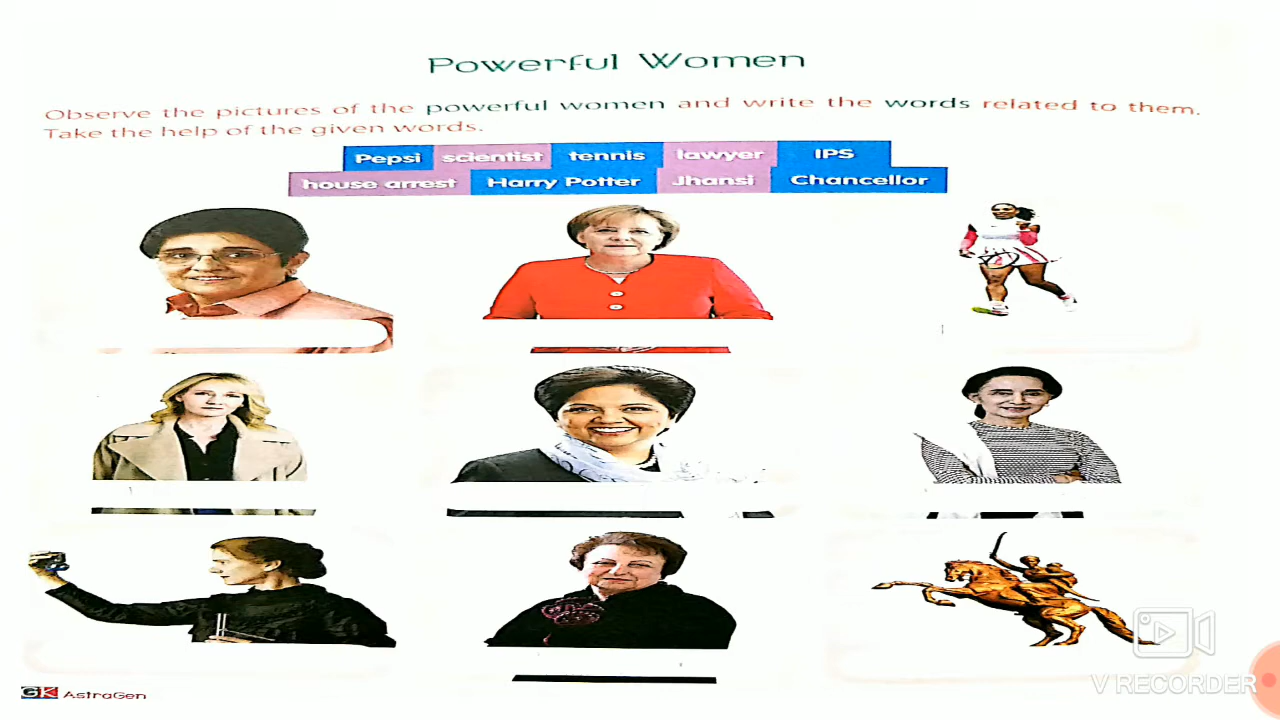 Powerful Women
Observe the pictures of the powerful women and write the words related to them.
Take the help of the given words.
Pepsi scientist tennis lawyer IPS
house arrest Harry Potter Jhansi Chancellor
GK AstraGen
V RECORDER